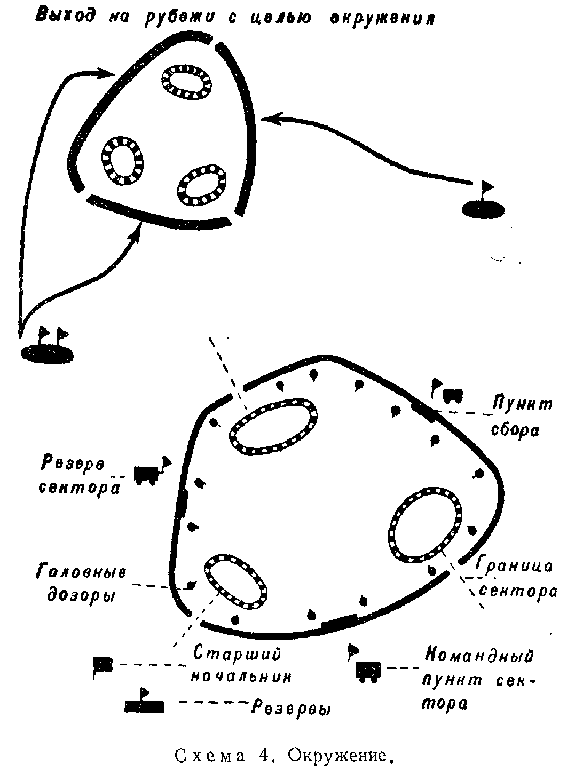 Выход на рубежи с целью окружения
Пункт
сбора
Резерв
сектора
Головные
дозоры
Граница
сектора
Старший
начальник
Командный
пункт сек-
тора
Резервы
Схема 4. Окружение.